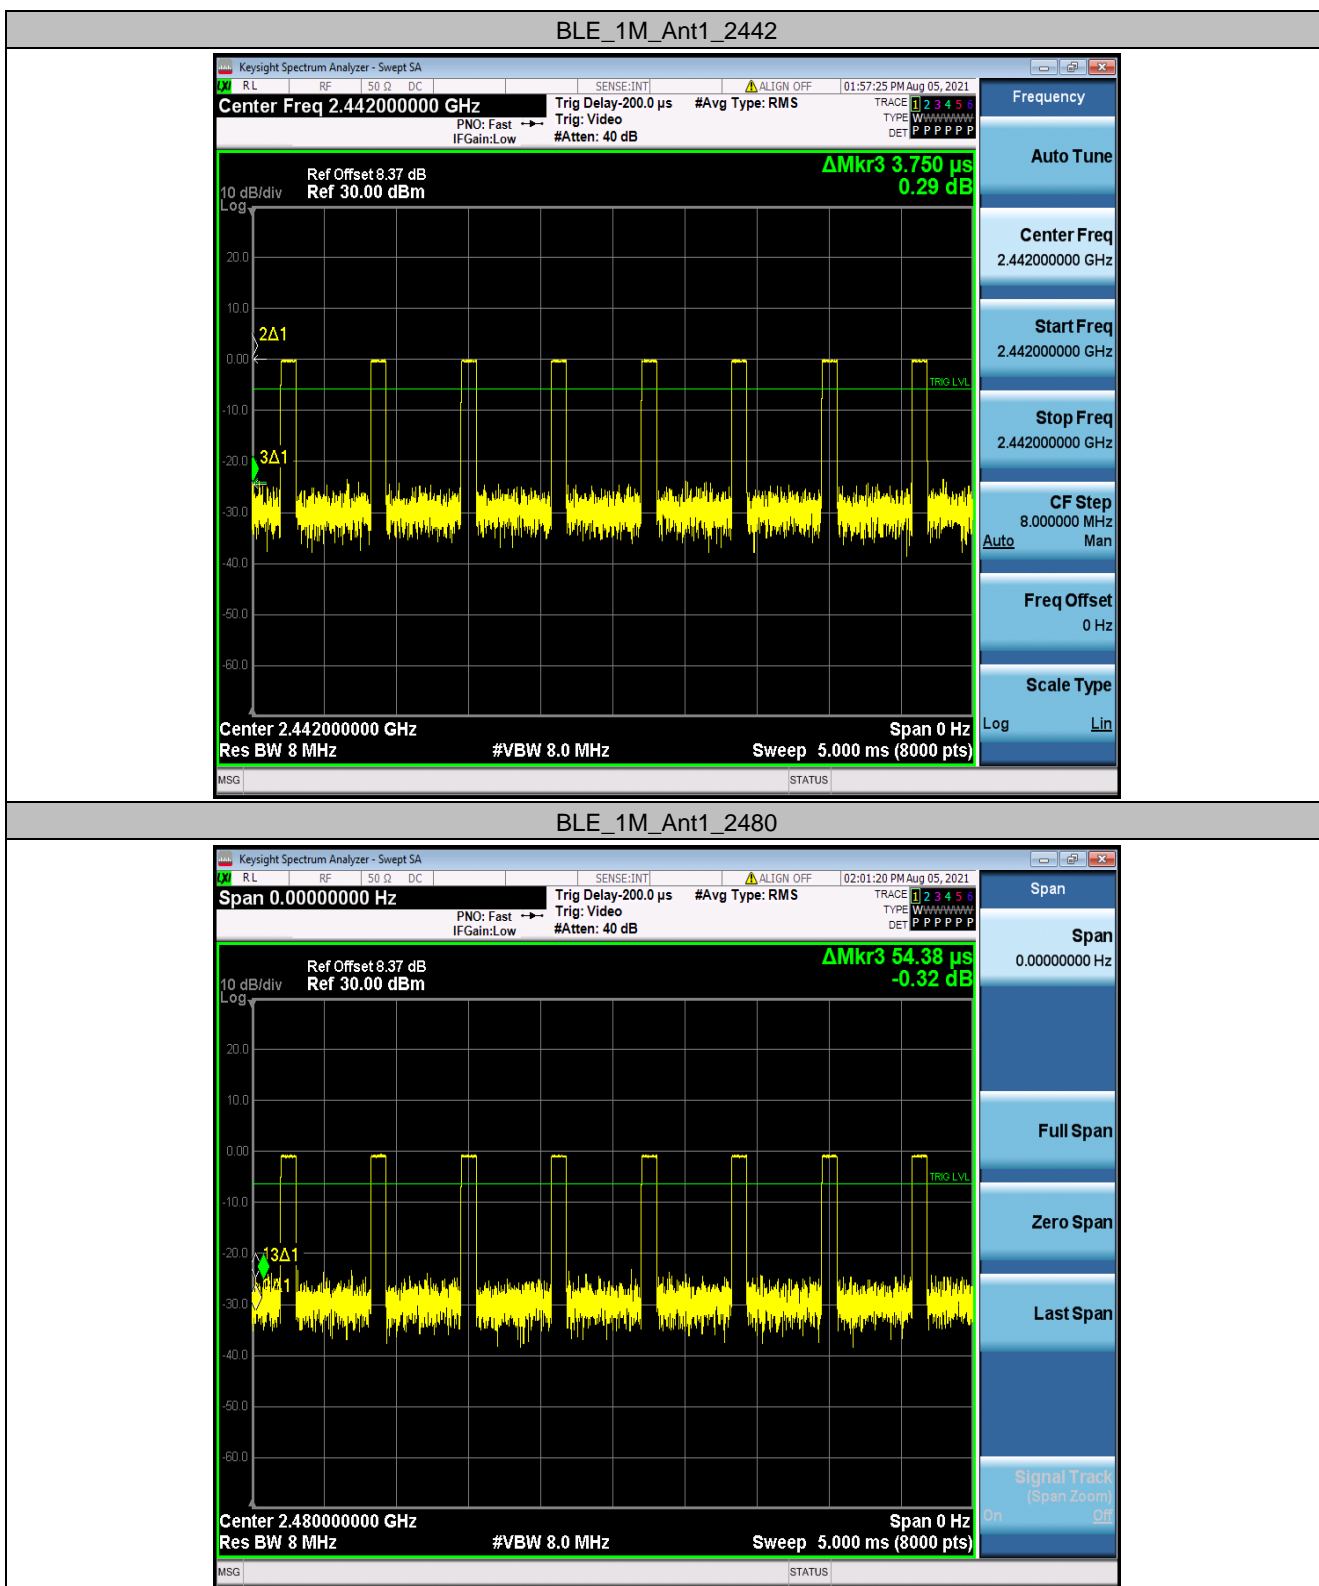 BLE_1M_Ant1_2442
Keysight Spectrum Analyzer - Swept SA
LXI RL RF 50 Ω DC SENSE:INT ALIGN OFF 01:57:25 PM Aug 05, 2021
Center Freq 2.442000000 GHz
PNO: Fast
IFGain:Low
Trig Delay-200.0 µs
Trig: Video
#Atten: 40 dB
#Avg Type: RMS
TRACE 1 2 3 4 5 6
TYPE WWWWWW
DET P P P P P P
Ref Offset 8.37 dB
10 dB/div Ref 30.00 dBm
Log
ΔMkr3 3.750 µs
0.29 dB
20.0
10.0
2Δ1
0.00
TRIG LVL
-10.0
-20.0
3Δ1
-30.0
-40.0
-50.0
-60.0
Center 2.442000000 GHz Span 0 Hz
Res BW 8 MHz #VBW 8.0 MHz Sweep 5.000 ms (8000 pts)
MSG STATUS
Frequency
Auto Tune
Center Freq
2.442000000 GHz
Start Freq
2.442000000 GHz
Stop Freq
2.442000000 GHz
CF Step
8.000000 MHz
Auto Man
Freq Offset
0 Hz
Scale Type
Log Lin
BLE_1M_Ant1_2480
Keysight Spectrum Analyzer - Swept SA
LXI RL RF 50 Ω DC SENSE:INT ALIGN OFF 02:01:20 PM Aug 05, 2021
Span 0.00000000 Hz
PNO: Fast
IFGain:Low
Trig Delay-200.0 µs
Trig: Video
#Atten: 40 dB
#Avg Type: RMS
TRACE 1 2 3 4 5 6
TYPE WWWWWW
DET P P P P P P
Ref Offset 8.37 dB
10 dB/div Ref 30.00 dBm
Log
ΔMkr3 54.38 µs
-0.32 dB
20.0
10.0
0.00
TRIG LVL
-10.0
-20.0
13Δ1
-30.0
-40.0
-50.0
-60.0
Center 2.480000000 GHz Span 0 Hz
Res BW 8 MHz #VBW 8.0 MHz Sweep 5.000 ms (8000 pts)
MSG STATUS
Span
Span
0.00000000 Hz
Full Span
Zero Span
Last Span
Signal Track
(Span Zoom)
On Off